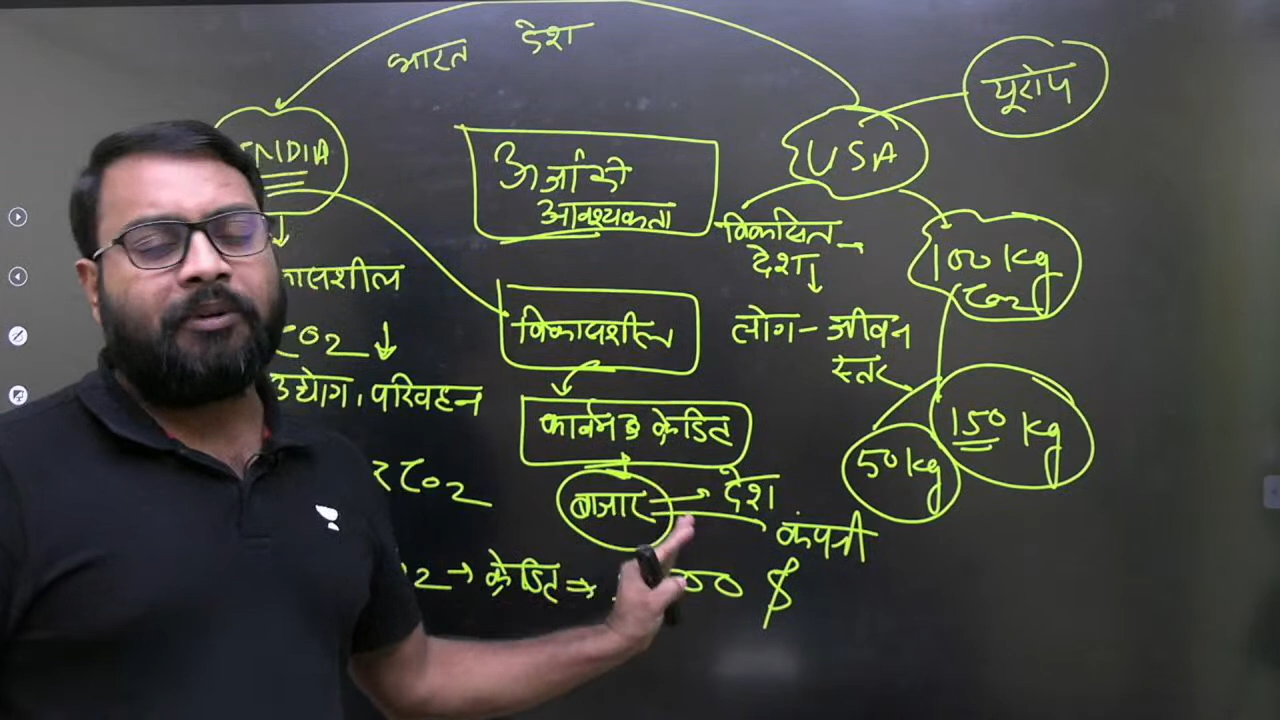 भारत देश
यूरोप
INDIA
USA
ऊर्जा की
आवश्यकता
विकसित
देश
100 kg
CO2
विकासशील
लोग - जीवन
स्तर
CO2
उद्योग, परिवहन
कार्बन क्रेडिट
150 kg
50 kg
CO2
बाजार → देश
कंपनी
→ क्रेडिट ⇒
$